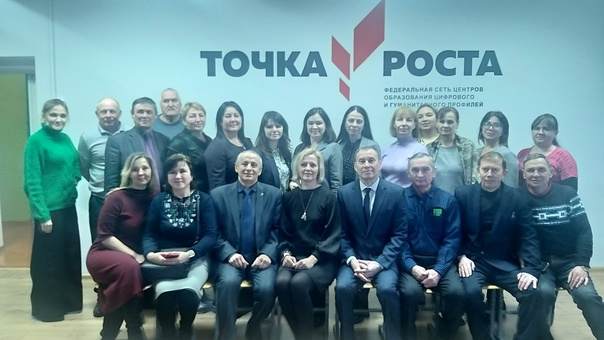 ТОЧКА РОСТА
ФЕДЕРАЛЬНАЯ СЕТЬ ЦЕНТРОВ
ОБРАЗОВАНИЯ ЦИФРОВОГО
И ГУМАНИТАРНОГО ПРОФИЛЕЙ